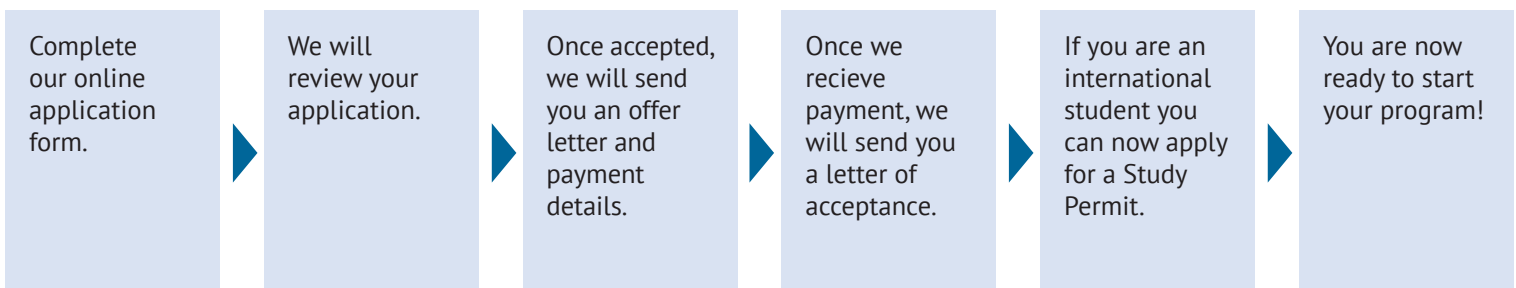 Complete
our online
application
form.
We will
review your
application.
Once accepted,
we will send
you an offer
letter and
payment
details.
Once we
recieve
payment, we
will send you
a letter of
acceptance.
If you are an
international
student you
can now apply
for a Study
Permit.
You are now
ready to start
your program!